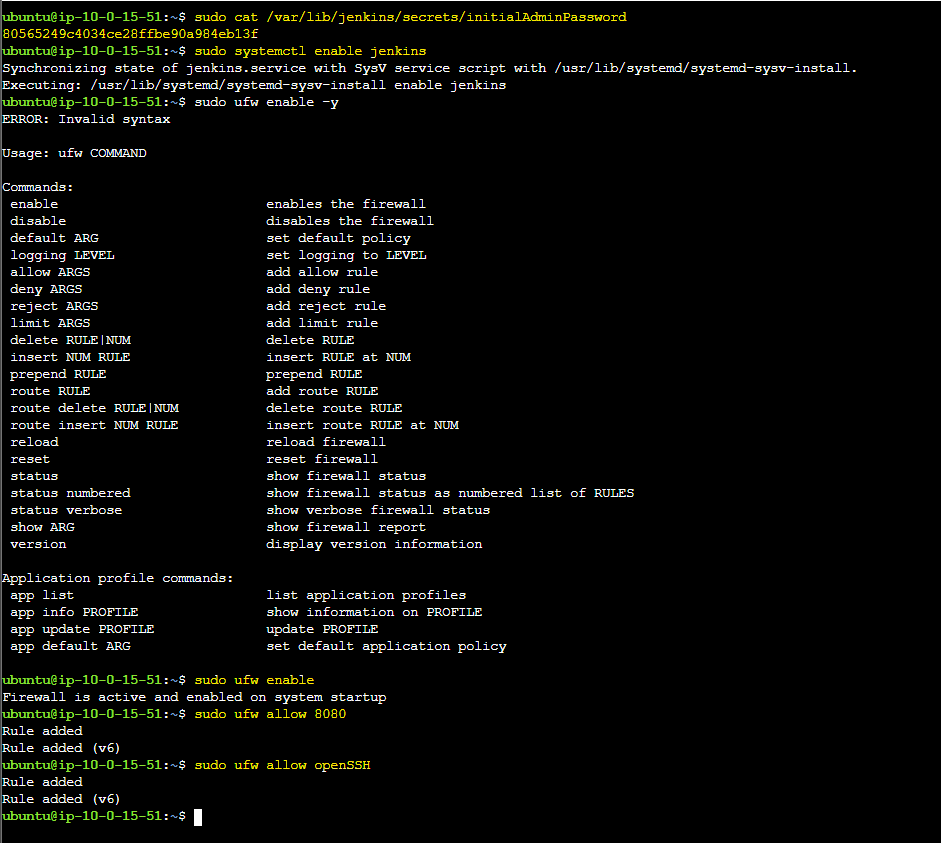 ubuntu@ip-10-0-15-51:~$ sudo cat /var/lib/jenkins/secrets/initialAdminPassword
80565249c4034ce28ffbe90a984eb13f
ubuntu@ip-10-0-15-51:~$ sudo systemctl enable jenkins
Synchronizing state of jenkins.service with SysV service script with /usr/lib/systemd/systemd-sysv-install.
Executing: /usr/lib/systemd/systemd-sysv-install enable jenkins
ubuntu@ip-10-0-15-51:~$ sudo ufw enable -y
ERROR: Invalid syntax

Usage: ufw COMMAND

Commands:
 enable                          enables the firewall
 disable                         disables the firewall
 default ARG                     set default policy
 logging LEVEL                   set logging to LEVEL
 allow ARGS                      add allow rule
 deny ARGS                       add deny rule
 reject ARGS                     add reject rule
 limit ARGS                      add limit rule
 delete RULE|NUM                 delete RULE
 insert NUM RULE                 insert RULE at NUM
 prepend RULE                    prepend RULE
 route RULE                      add route RULE
 route delete RULE|NUM           delete route RULE
 route insert NUM RULE           insert route RULE at NUM
 reload                          reload firewall
 reset                           reset firewall
 status                          show firewall status
 status numbered                 show firewall status as numbered list of RULES
 status verbose                  show verbose firewall status
 show ARG                        show firewall report
 version                         display version information

Application profile commands:
 app list                        list application profiles
 app info PROFILE                show information on PROFILE
 app update PROFILE              update PROFILE
 app default ARG                 set default application policy

ubuntu@ip-10-0-15-51:~$ sudo ufw enable
Firewall is active and enabled on system startup
ubuntu@ip-10-0-15-51:~$ sudo ufw allow 8080
Rule added
Rule added (v6)
ubuntu@ip-10-0-15-51:~$ sudo ufw allow openSSH
Rule added
Rule added (v6)
ubuntu@ip-10-0-15-51:~$